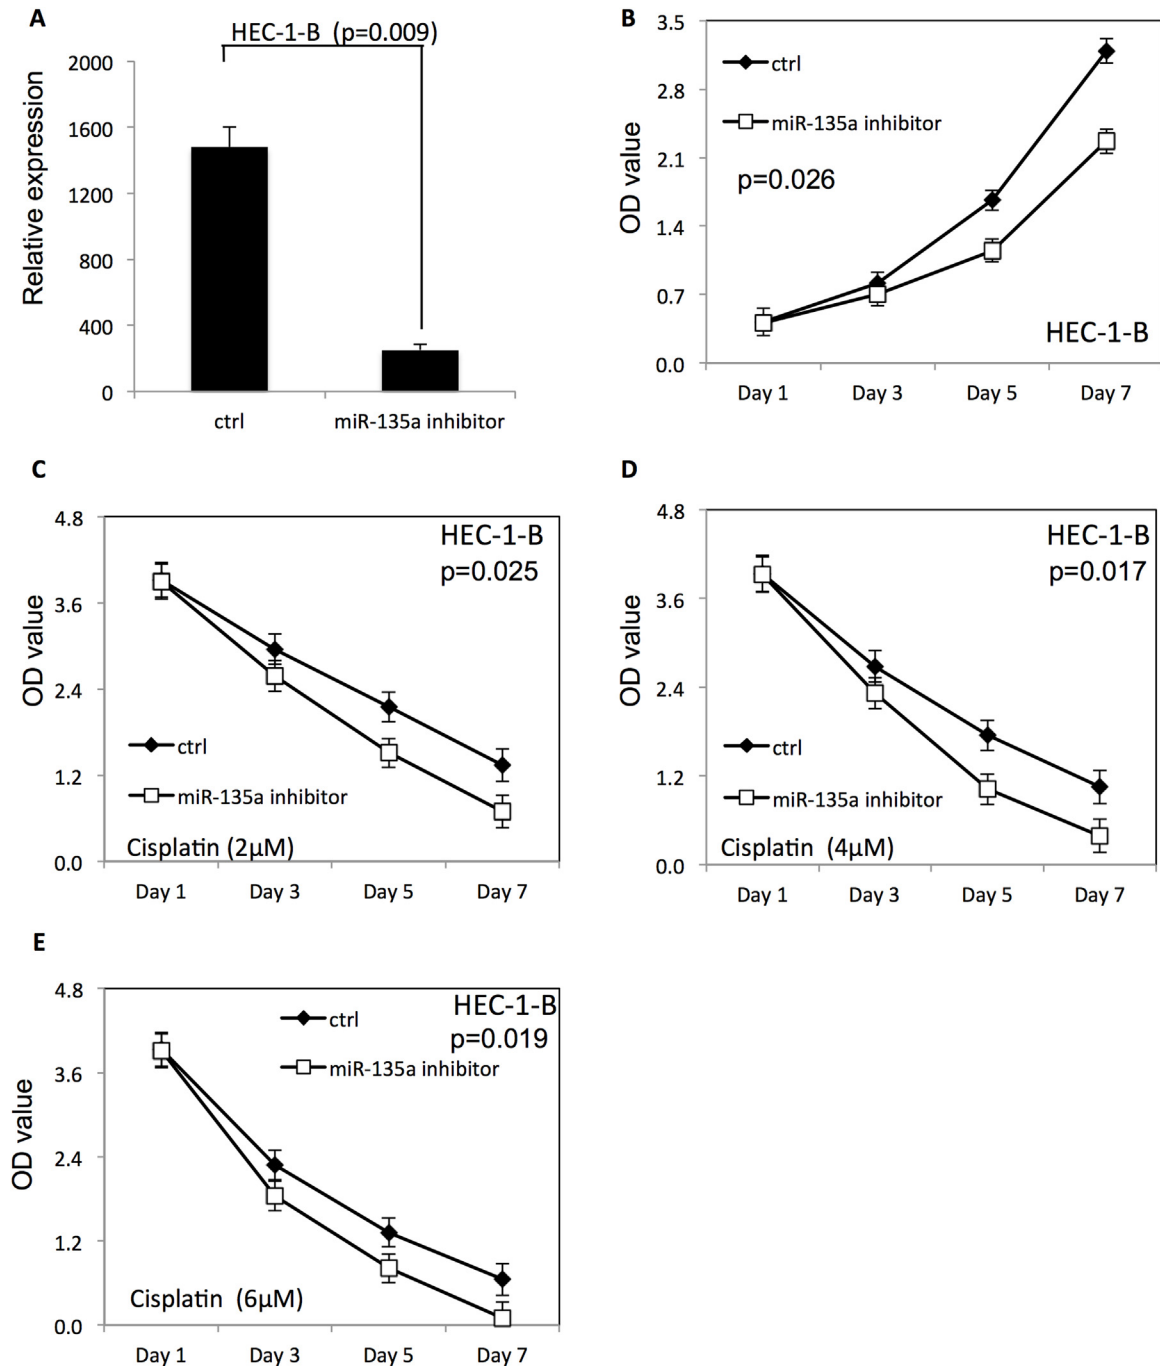 A
HEC-1-B (p=0.009)
Relative expression
2000
1600
1200
800
400
0
ctrl
miR-135a inhibitor
B
OD value
3.5
2.8
2.1
1.4
0.7
0.0
ctrl
miR-135a inhibitor
p=0.026
HEC-1-B
Day 1 Day 3 Day 5 Day 7
C
OD value
4.8
3.6
2.4
1.2
0.0
HEC-1-B
p=0.025
ctrl
miR-135a inhibitor
Cisplatin (2μM)
Day 1 Day 3 Day 5 Day 7
D
OD value
4.8
3.6
2.4
1.2
0.0
HEC-1-B
p=0.017
ctrl
miR-135a inhibitor
Cisplatin (4μM)
Day 1 Day 3 Day 5 Day 7
E
OD value
4.8
3.6
2.4
1.2
0.0
HEC-1-B
p=0.019
ctrl
miR-135a inhibitor
Cisplatin (6μM)
Day 1 Day 3 Day 5 Day 7